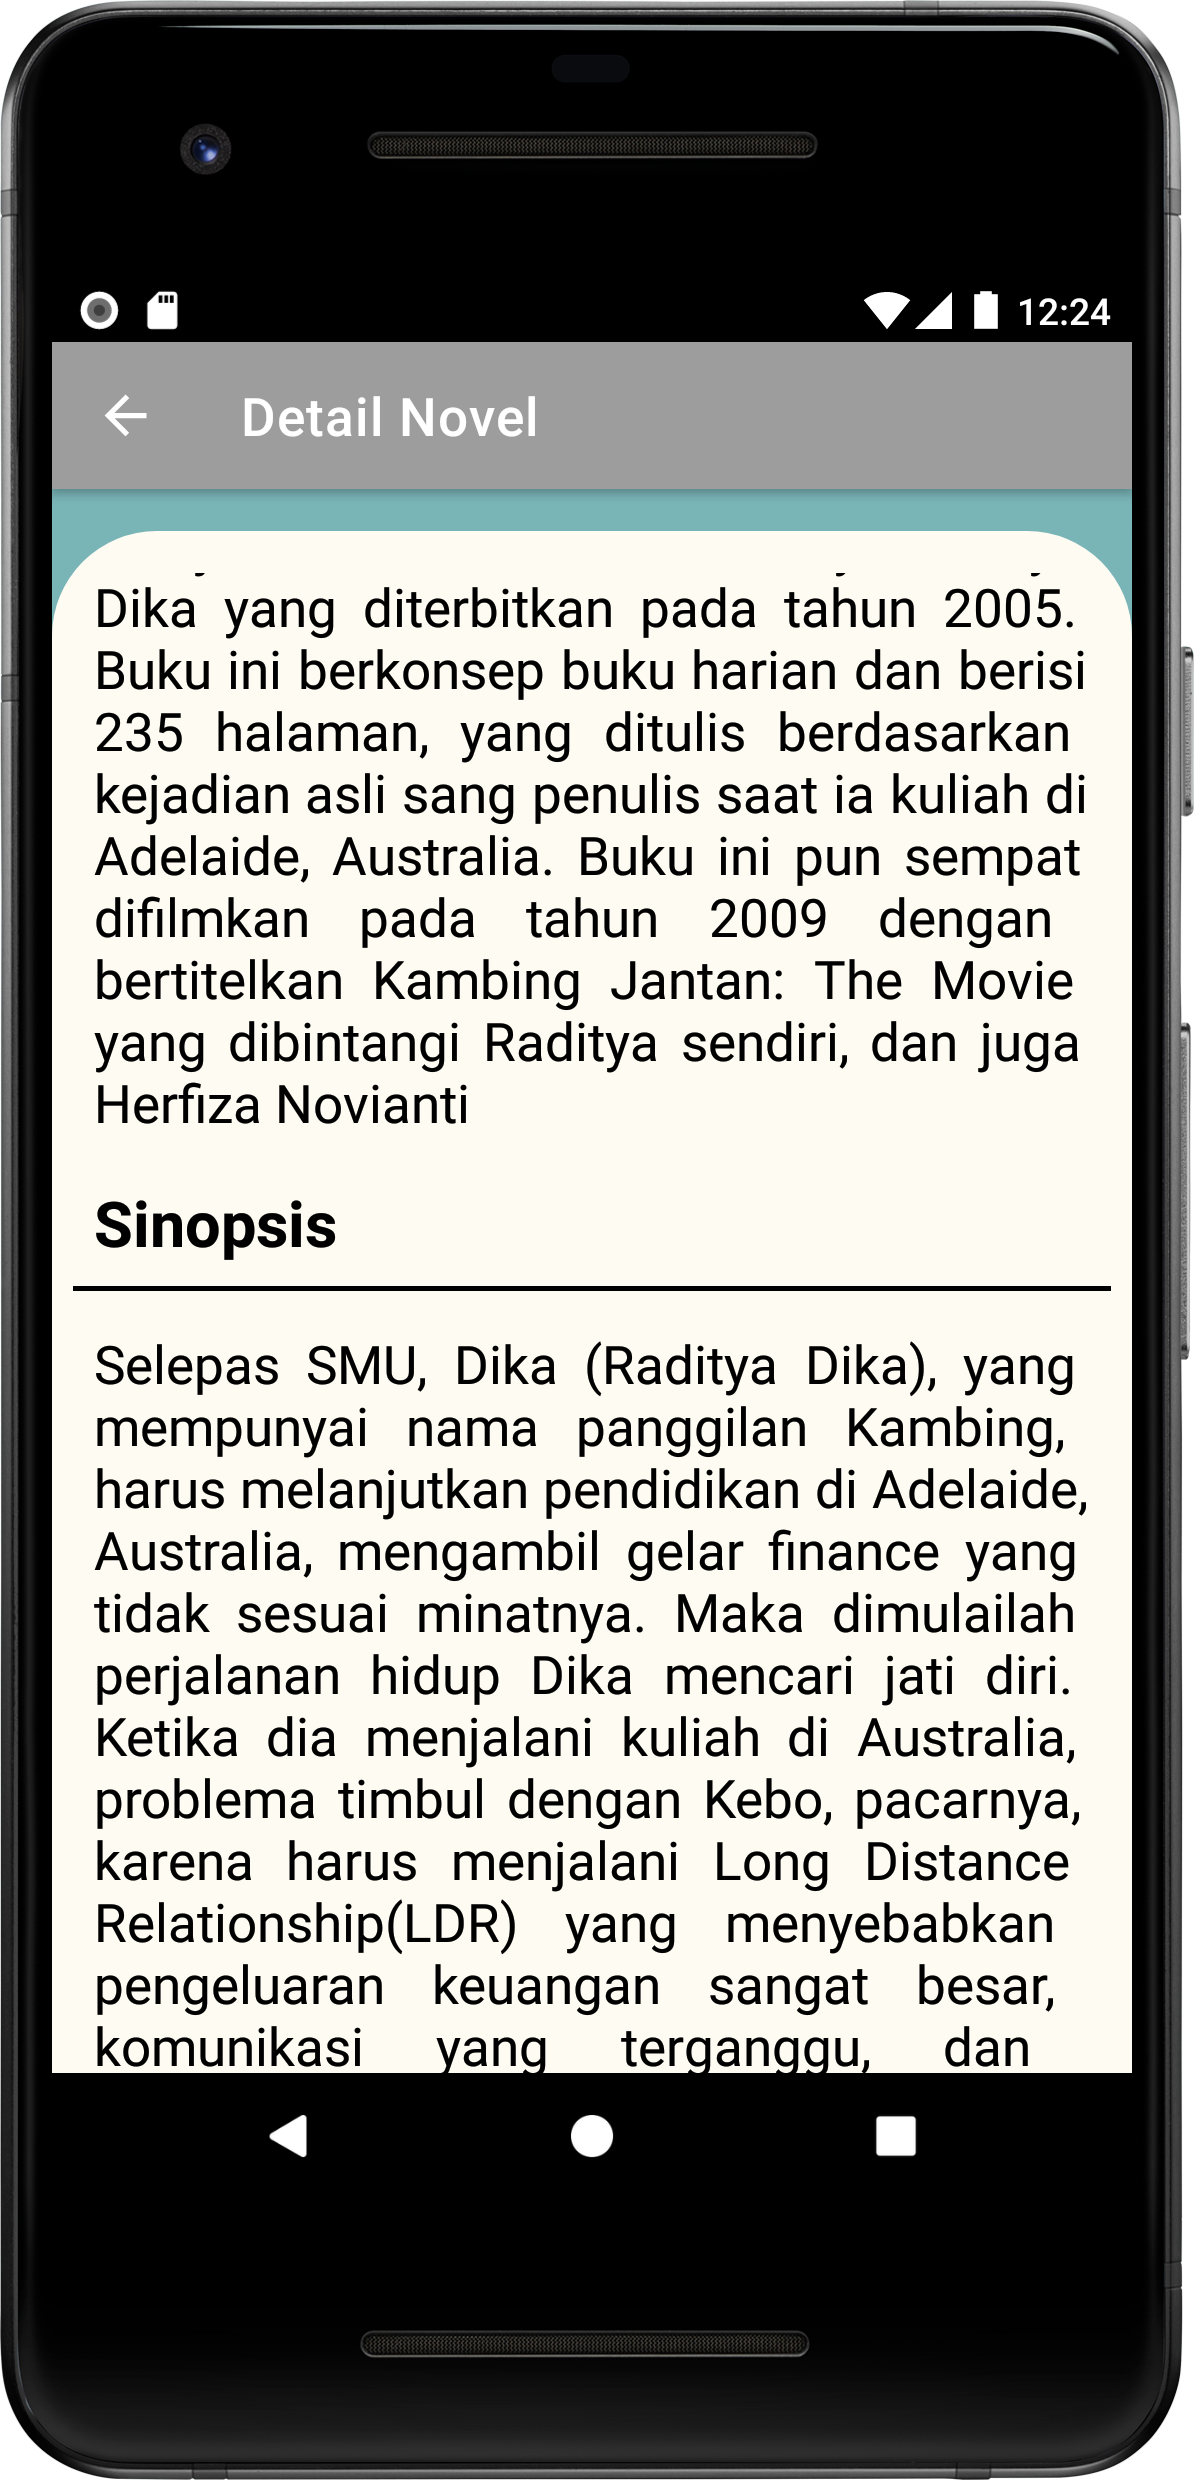 12:24
Detail Novel
Dika yang diterbitkan pada tahun 2005.
Buku ini berkonsep buku harian dan berisi
235 halaman, yang ditulis berdasarkan
kejadian asli sang penulis saat ia kuliah di
Adelaide, Australia. Buku ini pun sempat
difilmkan pada tahun 2009 dengan
bertitelkan Kambing Jantan: The Movie
yang dibintangi Raditya sendiri, dan juga
Herfiza Novianti
Sinopsis
Selepas SMU, Dika (Raditya Dika), yang
mempunyai nama panggilan Kambing,
harus melanjutkan pendidikan di Adelaide,
Australia, mengambil gelar finance yang
tidak sesuai minatnya. Maka dimulailah
perjalanan hidup Dika mencari jati diri.
Ketika dia menjalani kuliah di Australia,
problema timbul dengan Kebo, pacarnya,
karena harus menjalani Long Distance
Relationship(LDR) yang menyebabkan
pengeluaran keuangan sangat besar,
komunikasi yang terganggu, dan